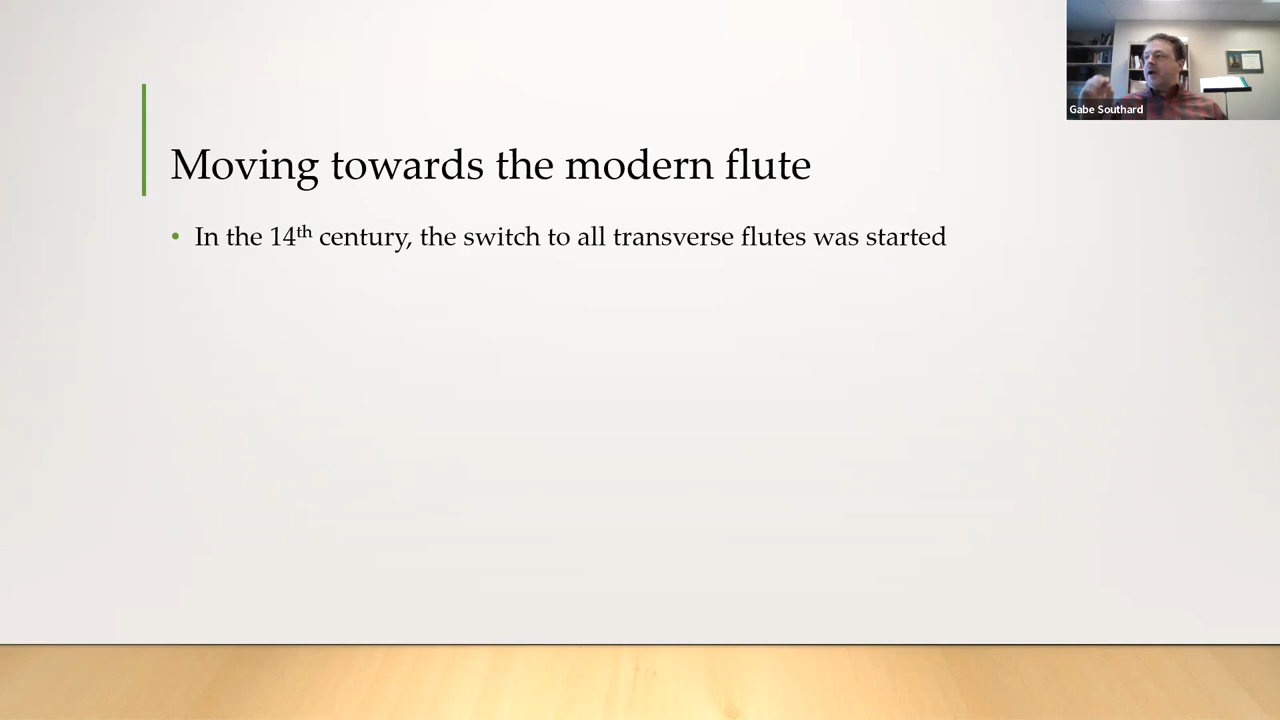 Gabe Southard
Moving towards the modern flute
• In the 14th century, the switch to all transverse flutes was started